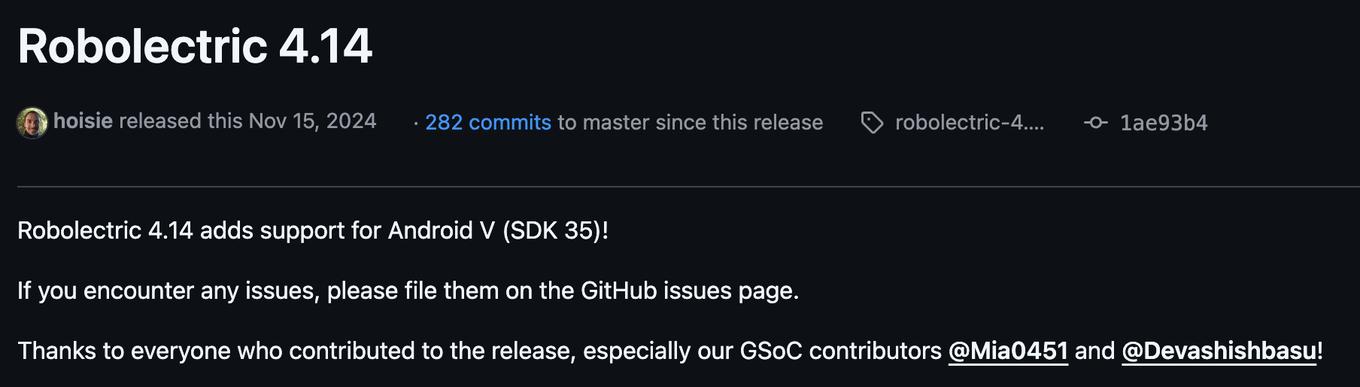 Robolectric 4.14
hoisie released this Nov 15, 2024 · 282 commits to master since this release robolectric-4.... 1ae93b4
Robolectric 4.14 adds support for Android V (SDK 35)!
If you encounter any issues, please file them on the GitHub issues page.
Thanks to everyone who contributed to the release, especially our GSoC contributors @Mia0451 and @Devashishbasu!